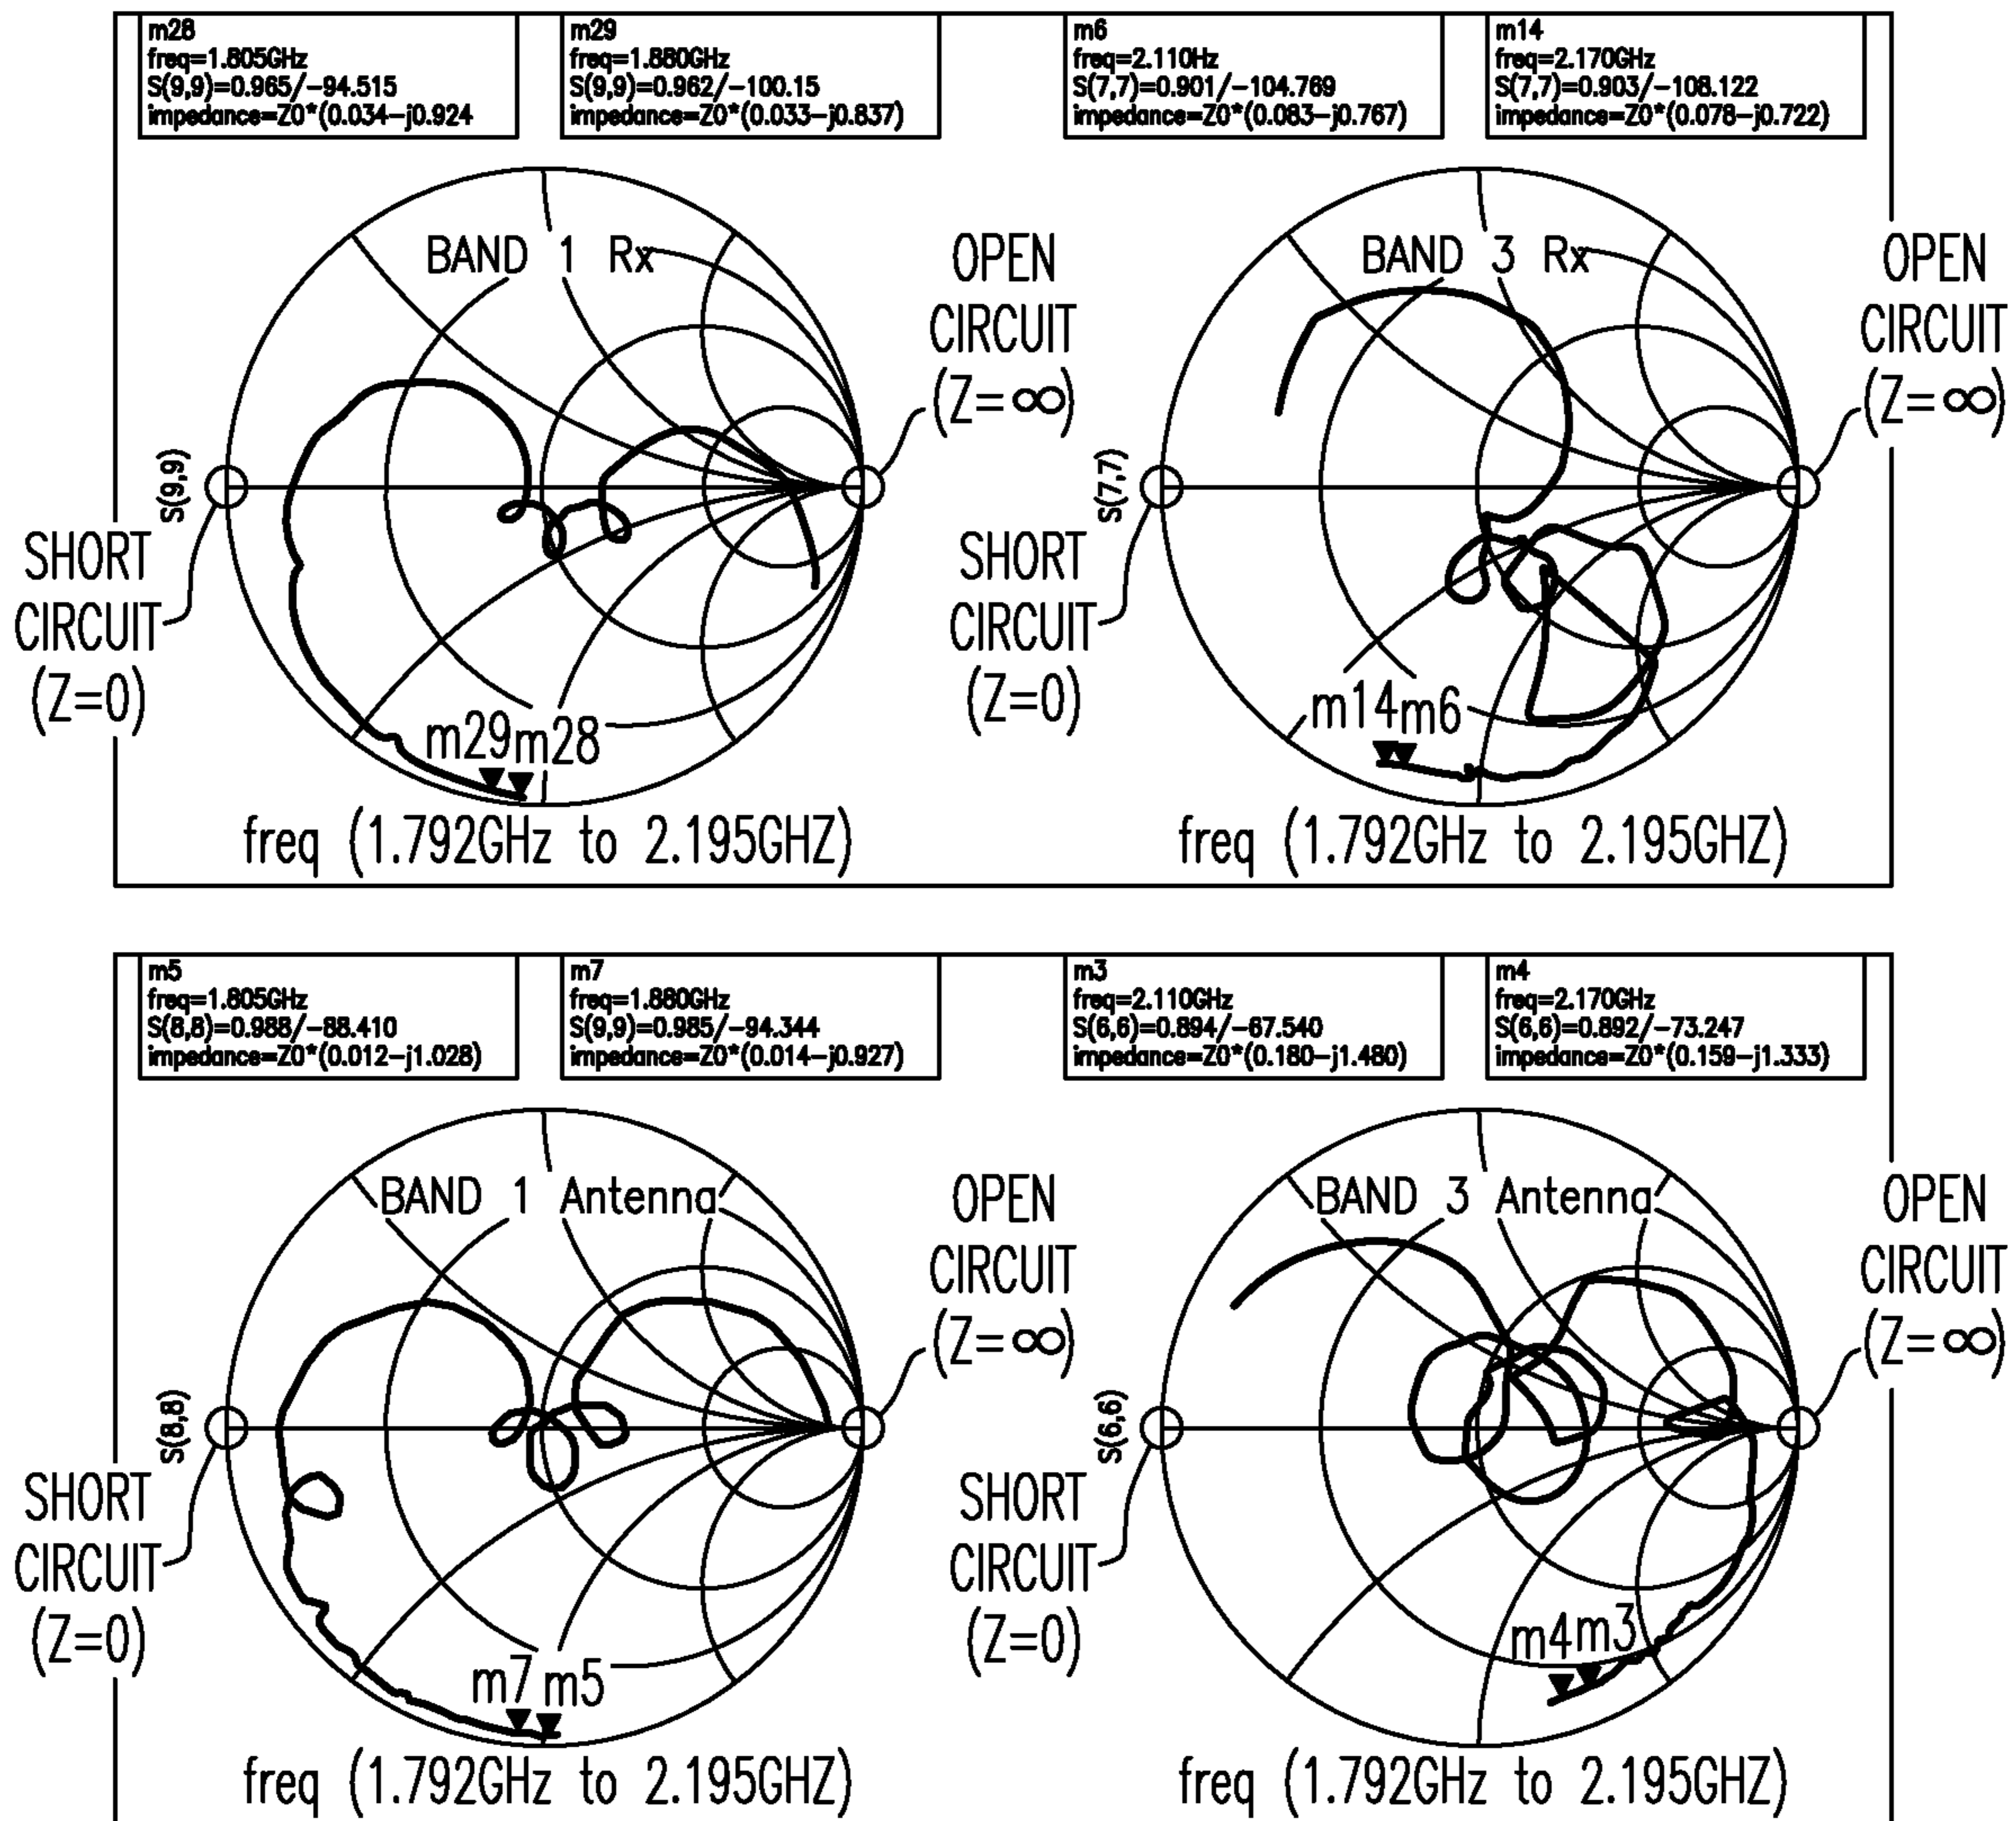 m28
freq=1.805GHz
S(9,9)=0.965/-94.515
impedance=Z0*(0.034-j0.924
m29
freq=1.880GHz
S(9,9)=0.962/-100.15
impedance=Z0*(0.033-j0.837)
m6
freq=2.110Hz
S(7,7)=0.901/-104.769
impedance=Z0*(0.083-j0.767)
m14
freq=2.170GHz
S(7,7)=0.903/-108.122
impedance=Z0*(0.078-j0.722)
BAND 1 Rx
OPEN
CIRCUIT
(Z=∞)
S(9,9)
SHORT
CIRCUIT
(Z=0)
m29 m28
freq (1.792GHz to 2.195GHZ)
BAND 3 Rx
OPEN
CIRCUIT
(Z=∞)
S(7,7)
SHORT
CIRCUIT
(Z=0)
m14 m6
freq (1.792GHz to 2.195GHZ)
m5
freq=1.805GHz
S(8,8)=0.988/-88.410
impedance=Z0*(0.012-j1.028)
m7
freq=1.880GHz
S(9,9)=0.985/-94.344
impedance=Z0*(0.014-j0.927)
m3
freq=2.110GHz
S(6,6)=0.894/-67.540
impedance=Z0*(0.180-j1.480)
m4
freq=2.170GHz
S(6,6)=0.892/-73.247
impedance=Z0*(0.159-j1.333)
BAND 1 Antenna
OPEN
CIRCUIT
(Z=∞)
S(8,8)
SHORT
CIRCUIT
(Z=0)
m7 m5
freq (1.792GHz to 2.195GHZ)
BAND 3 Antenna
OPEN
CIRCUIT
(Z=∞)
S(6,6)
SHORT
CIRCUIT
(Z=0)
m4 m3
freq (1.792GHz to 2.195GHZ)